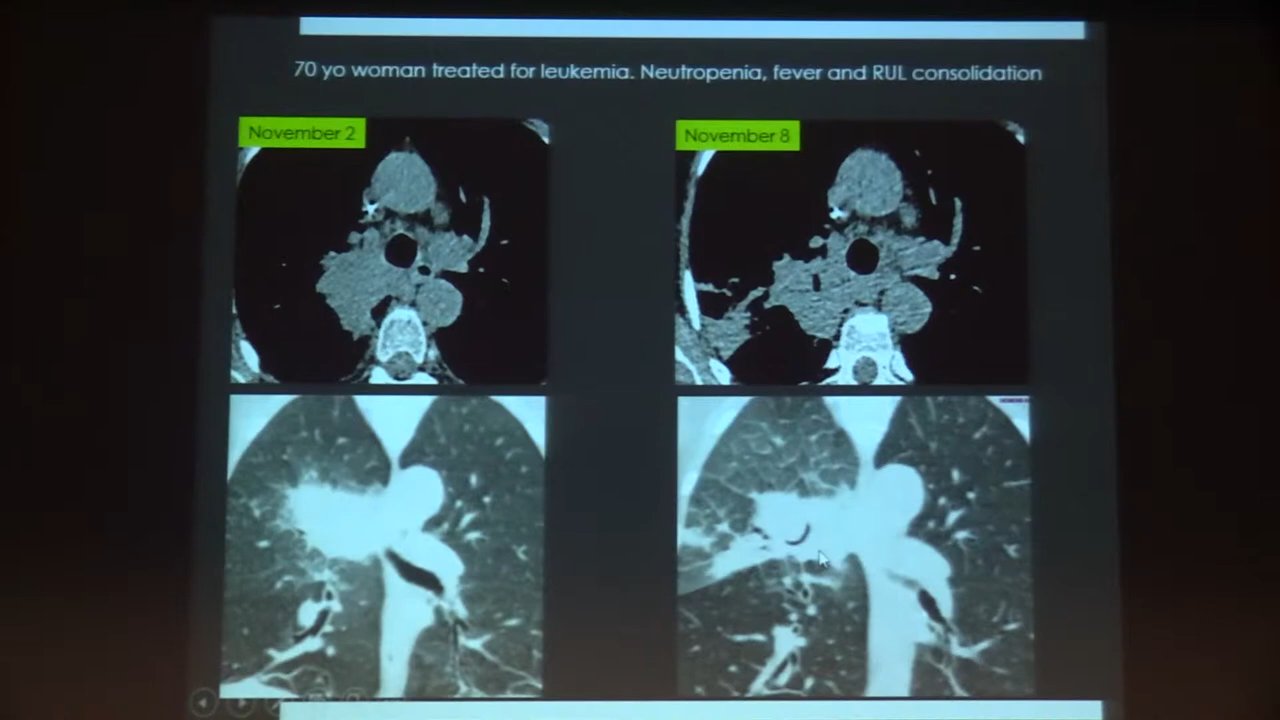 70 yo woman treated for leukemia. Neutropenia, fever and RUL consolidation
November 2
November 8